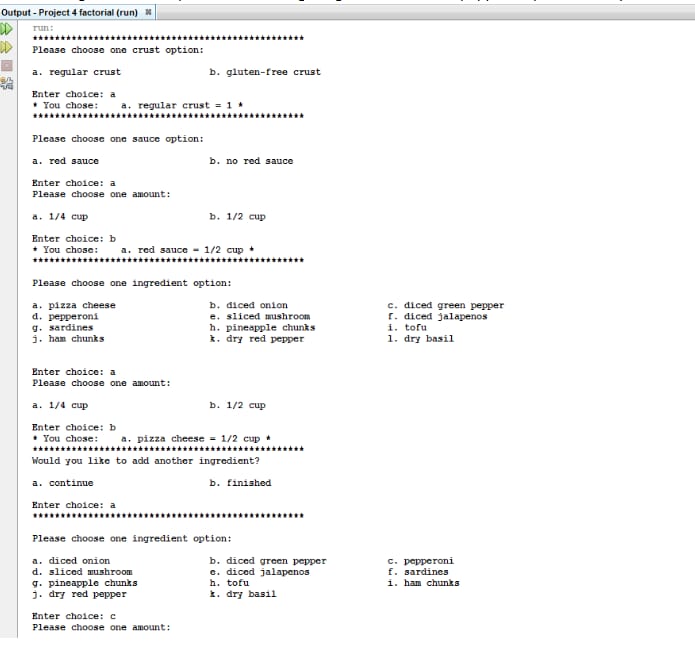 Output - Project 4 factorial (run) ✖
run:
*************************************************
Please choose one crust option:
a. regular crust b. gluten-free crust
Enter choice: a
* You chose: a. regular crust = 1 *
*************************************************
Please choose one sauce option:
a. red sauce b. no red sauce
Enter choice: a
Please choose one amount:
a. 1/4 cup b. 1/2 cup
Enter choice: b
* You chose: a. red sauce = 1/2 cup *
*************************************************
Please choose one ingredient option:
a. pizza cheese b. diced onion c. diced green pepper
d. pepperoni e. sliced mushroom f. diced jalapenos
g. sardines h. pineapple chunks i. tofu
j. ham chunks k. dry red pepper l. dry basil
Enter choice: a
Please choose one amount:
a. 1/4 cup b. 1/2 cup
Enter choice: b
* You chose: a. pizza cheese = 1/2 cup *
*************************************************
Would you like to add another ingredient?
a. continue b. finished
Enter choice: a
*************************************************
Please choose one ingredient option:
a. diced onion b. diced green pepper c. pepperoni
d. sliced mushroom e. diced jalapenos f. sardines
g. pineapple chunks h. tofu i. ham chunks
j. dry red pepper k. dry basil
Enter choice: c
Please choose one amount: